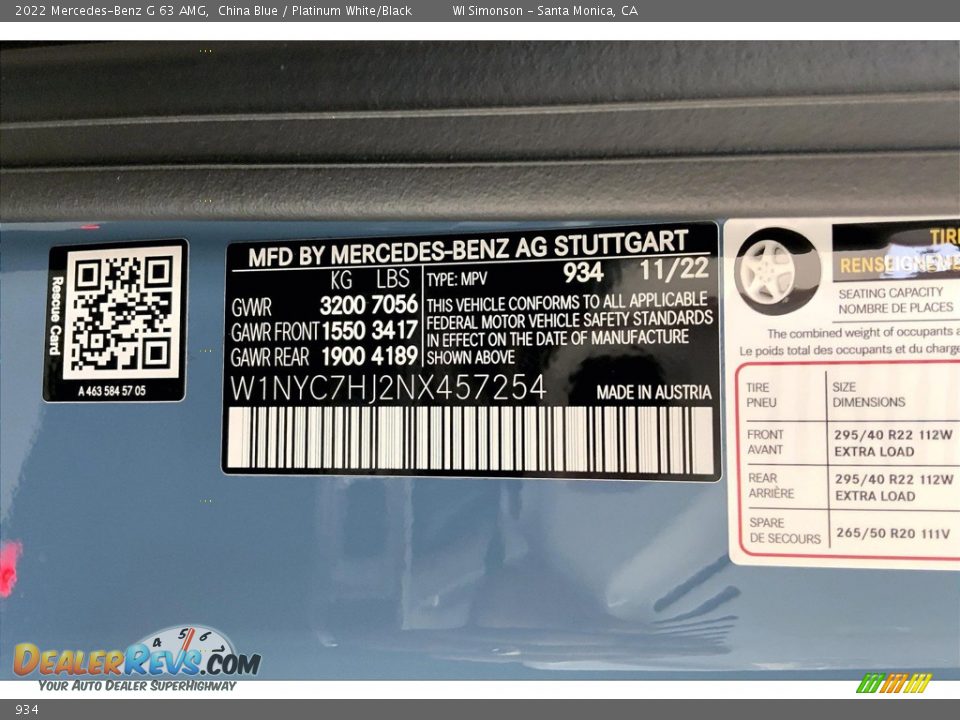 2022 Mercedes-Benz G 63 AMG,  China Blue / Platinum White/Black          WI Simonson - Santa Monica, CA
Rescue Card
A 463 584 57 05
MFD BY MERCEDES-BENZ AG STUTTGART
KG LBS
GVWR 3200 7056
GAWR FRONT 1550 3417
GAWR REAR 1900 4189
TYPE: MPV 934 11/22
THIS VEHICLE CONFORMS TO ALL APPLICABLE
FEDERAL MOTOR VEHICLE SAFETY STANDARDS
IN EFFECT ON THE DATE OF MANUFACTURE
SHOWN ABOVE
W1NYC7HJ2NX457254 MADE IN AUSTRIA
SEATING CAPACITY
NOMBRE DE PLACES
The combined weight of occupants
Le poids total des occupants et du
TIRE
PNEU
SIZE
DIMENSIONS
FRONT
AVANT
295/40 R22 112W
EXTRA LOAD
REAR
ARRIÈRE
295/40 R22 112W
EXTRA LOAD
SPARE
DE SECOURS
265/50 R20 111V
4 5 6
DEALERREVS.COM
YOUR AUTO DEALER SUPERHIGHWAY
934